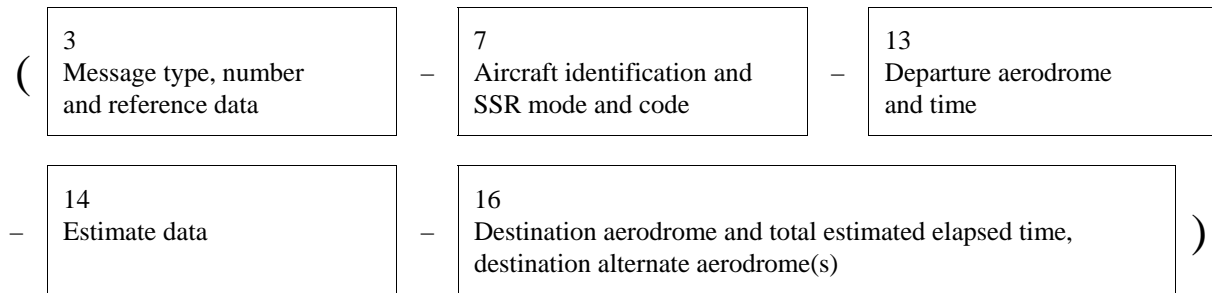 (
3
Message type, number
and reference data
–
7
Aircraft identification and
SSR mode and code
–
13
Departure aerodrome
and time
–
14
Estimate data
–
16
Destination aerodrome and total estimated elapsed time,
destination alternate aerodrome(s)
)